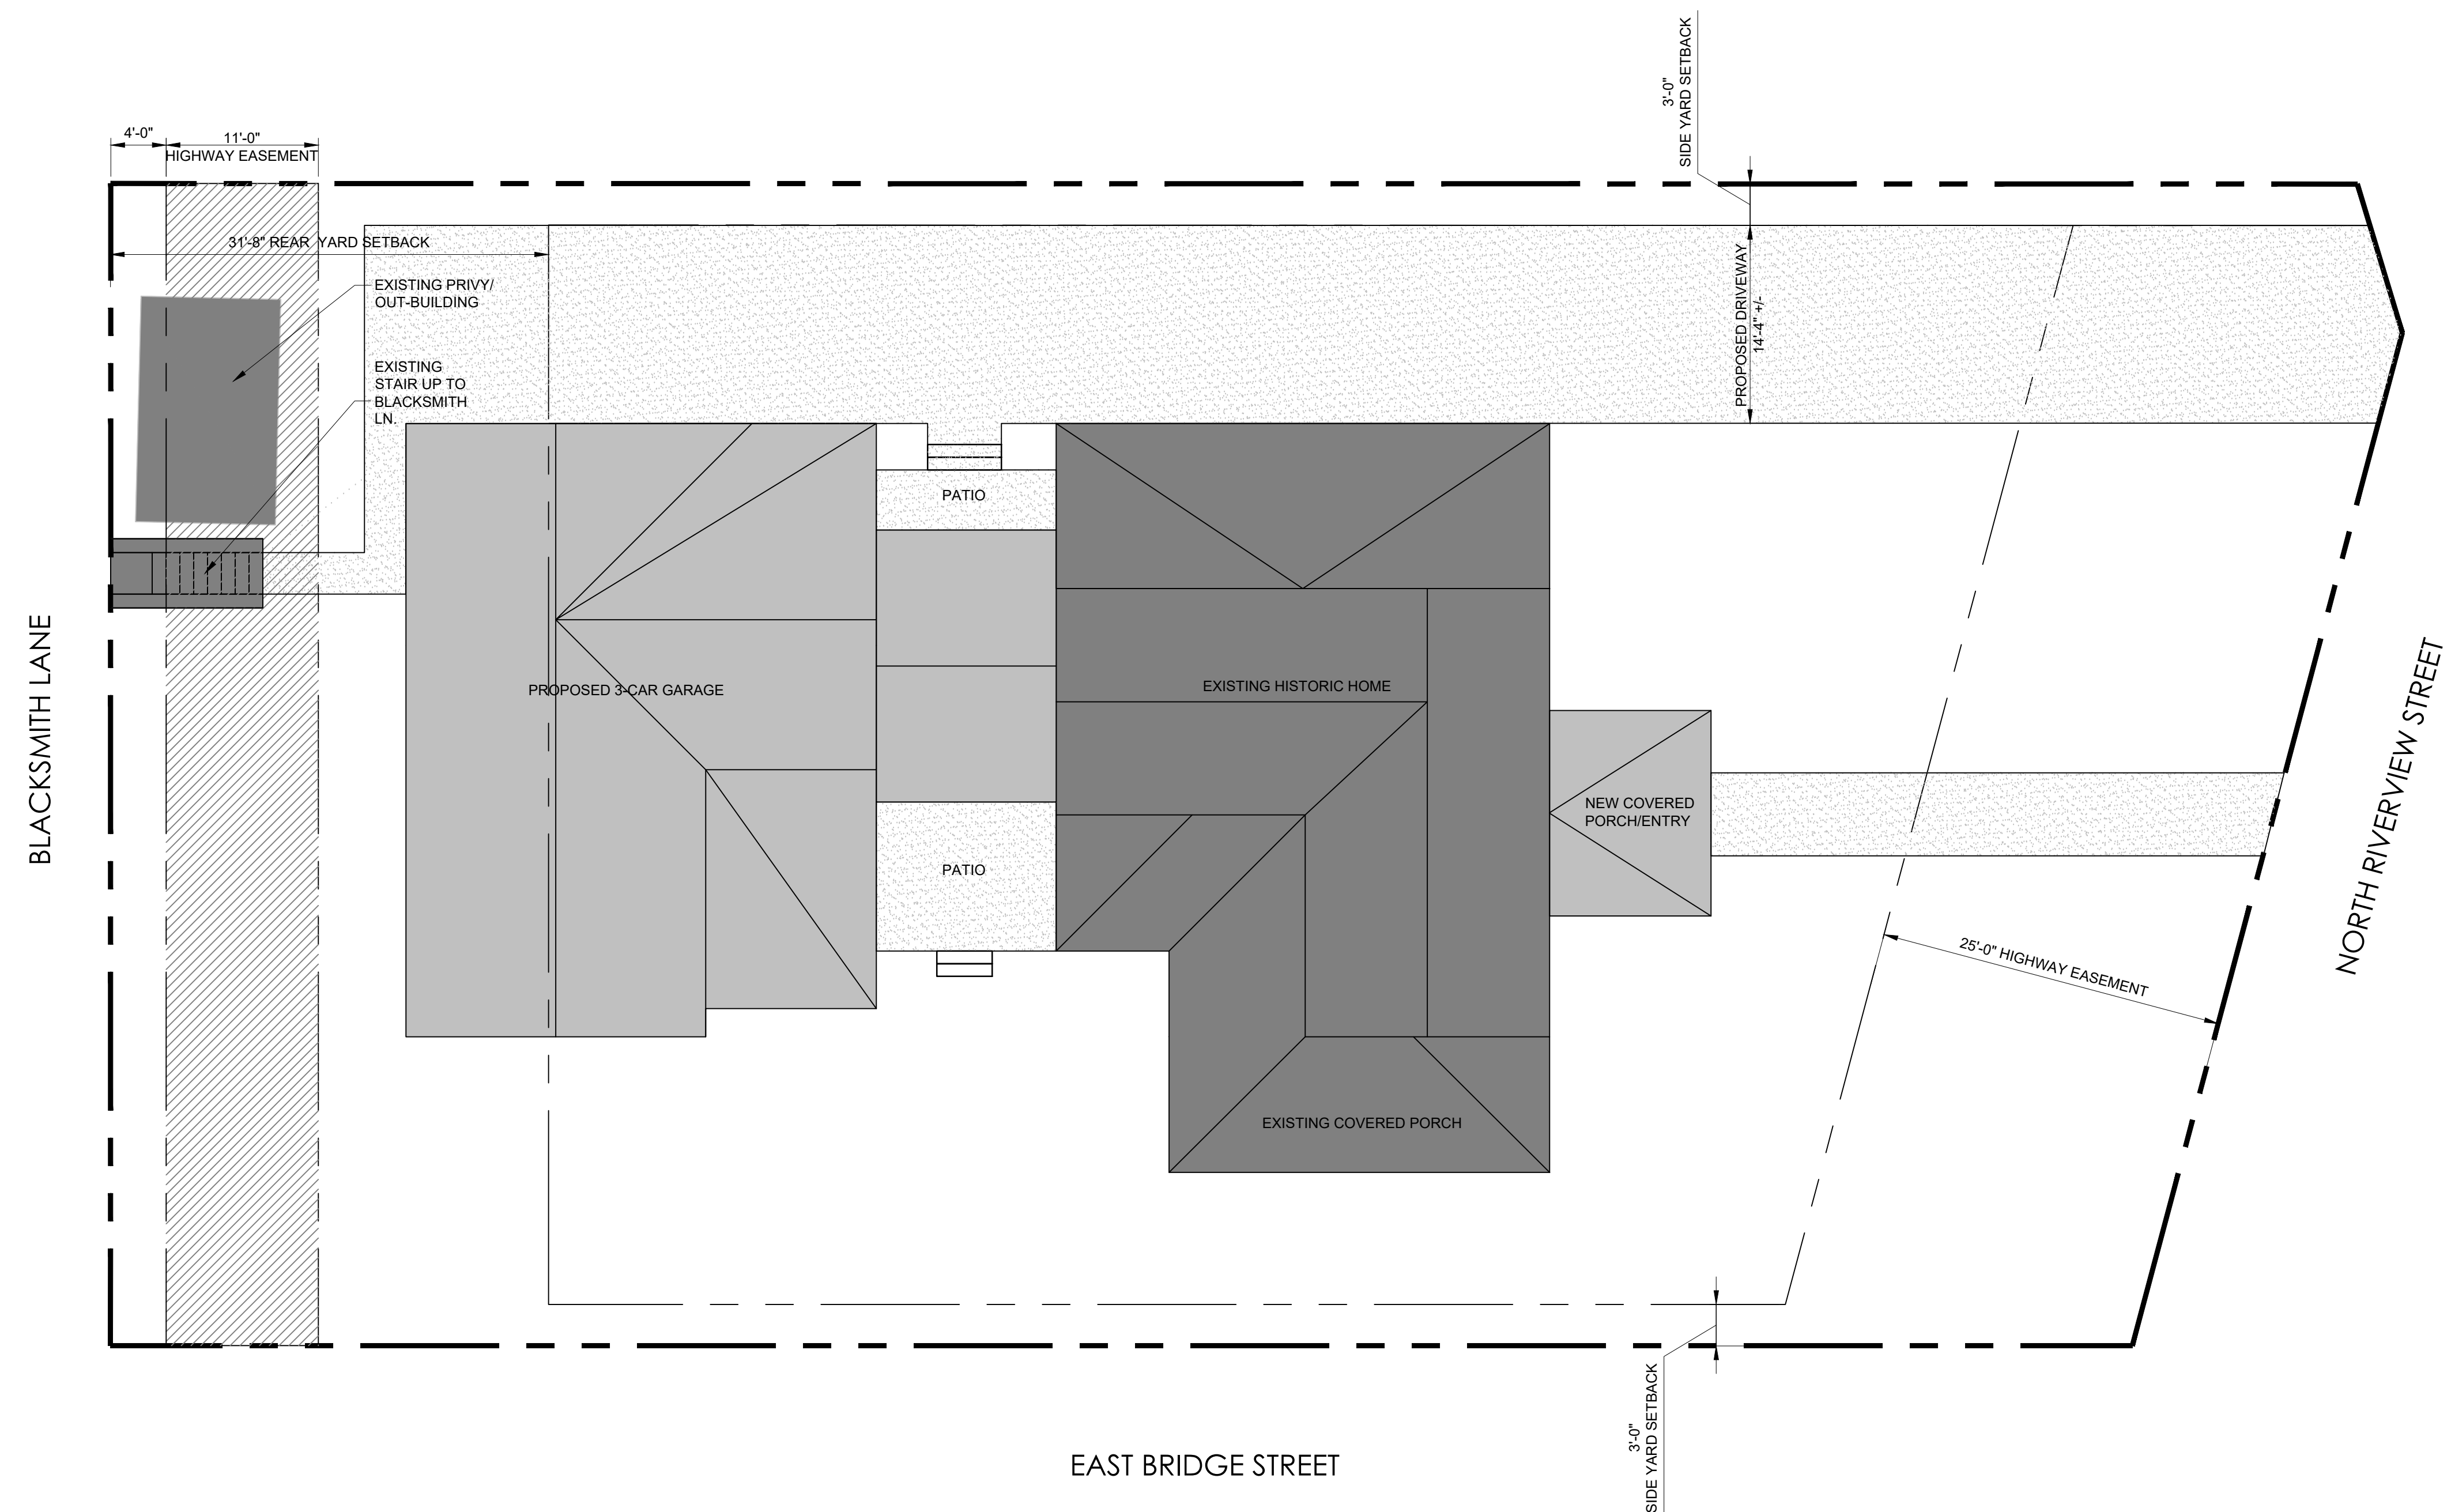 3'-0"
SIDE YARD SETBACK
4'-0"
11'-0"
HIGHWAY EASEMENT
31'-8" REAR YARD SETBACK
EXISTING PRIVY/
OUT-BUILDING
EXISTING
STAIR UP TO
BLACKSMITH
LN.
PROPOSED DRIVEWAY
14'-4" +/-
PATIO
BLACKSMITH LANE
PROPOSED 3-CAR GARAGE
EXISTING HISTORIC HOME
NEW COVERED
PORCH/ENTRY
NORTH RIVERVIEW STREET
PATIO
25'-0" HIGHWAY EASEMENT
EXISTING COVERED PORCH
3'-0"
SIDE YARD SETBACK
EAST BRIDGE STREET